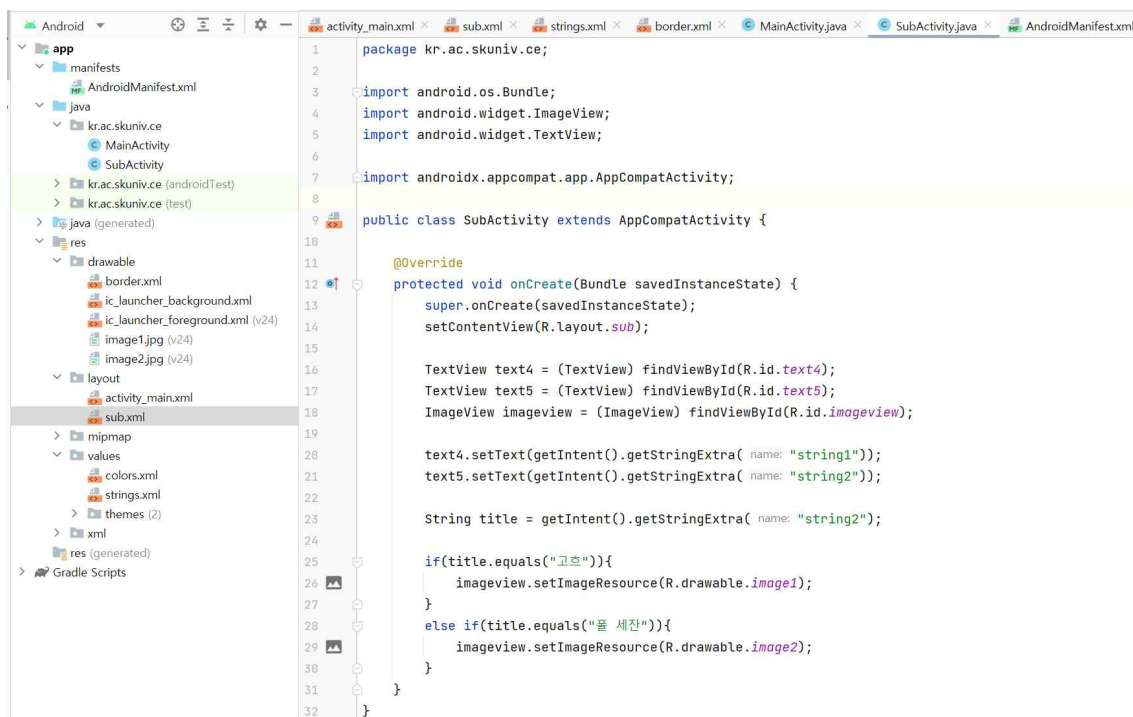 Android
app
manifests
AndroidManifest.xml
java
kr.ac.skuniv.ce
MainActivity
SubActivity
kr.ac.skuniv.ce (androidTest)
kr.ac.skuniv.ce (test)
java (generated)
res
drawable
border.xml
ic_launcher_background.xml
ic_launcher_foreground.xml (v24)
image1.jpg (v24)
image2.jpg (v24)
layout
activity_main.xml
sub.xml
mipmap
values
colors.xml
strings.xml
themes (2)
xml
res (generated)
Gradle Scripts
activity_main.xml sub.xml strings.xml border.xml MainActivity.java SubActivity.java AndroidManifest.xml
1 package kr.ac.skuniv.ce;
2
3 import android.os.Bundle;
4 import android.widget.ImageView;
5 import android.widget.TextView;
6
7 import androidx.appcompat.app.AppCompatActivity;
8
9 public class SubActivity extends AppCompatActivity {
10
11 @Override
12 protected void onCreate(Bundle savedInstanceState) {
13 super.onCreate(savedInstanceState);
14 setContentView(R.layout.sub);
15
16 TextView text4 = (TextView) findViewById(R.id.text4);
17 TextView text5 = (TextView) findViewById(R.id.text5);
18 ImageView imageview = (ImageView) findViewById(R.id.imageview);
19
20 text4.setText(getIntent().getStringExtra( name: "string1"));
21 text5.setText(getIntent().getStringExtra( name: "string2"));
22
23 String title = getIntent().getStringExtra( name: "string2");
24
25 if(title.equals("고흐")){
26 imageview.setImageResource(R.drawable.image1);
27 }
28 else if(title.equals("폴 세잔")){
29 imageview.setImageResource(R.drawable.image2);
30 }
31 }
32 }